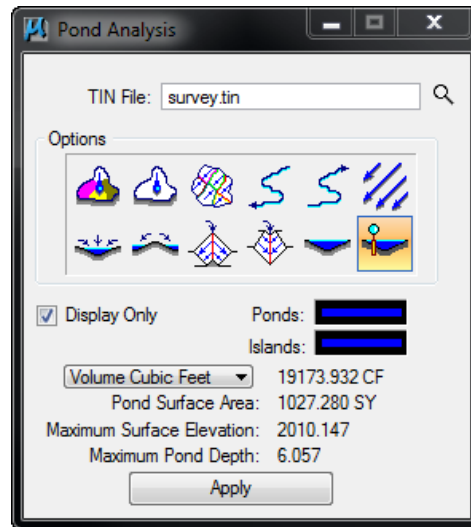 Pond Analysis
TIN File: survey.tin
Options
Display Only
Ponds:
Islands:
Volume Cubic Feet 19173.932 CF
Pond Surface Area: 1027.280 SY
Maximum Surface Elevation: 2010.147
Maximum Pond Depth: 6.057
Apply